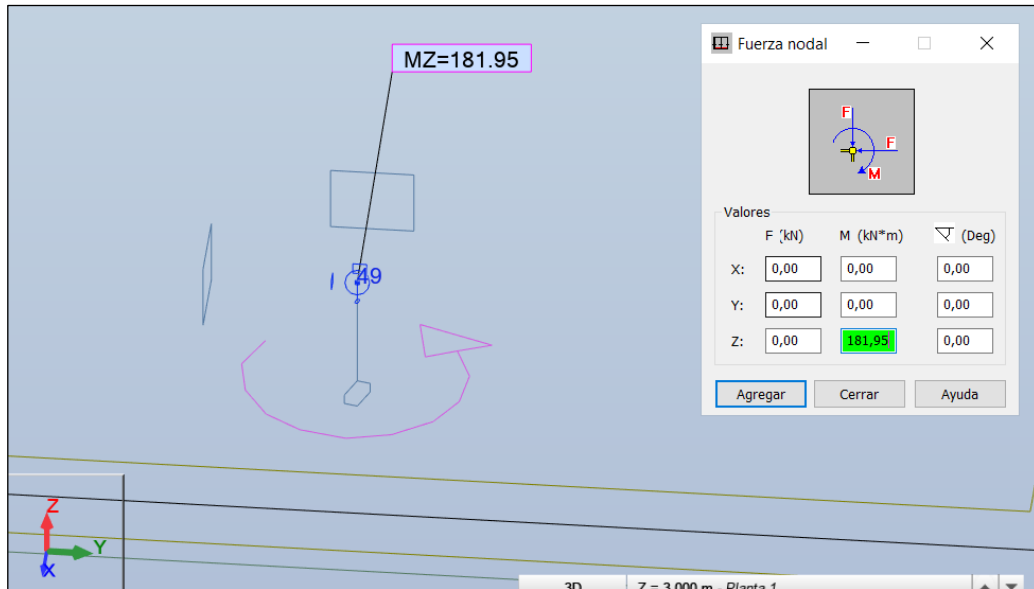 MZ=181.95
49
Z
Y
X
3D
Z = 3.000 m - Planta 1
Fuerza nodal
F
F
M
Valores
F (kN) M (kN*m) (Deg)
X: 0,00 0,00 0,00
Y: 0,00 0,00 0,00
Z: 0,00 181,95 0,00
Agregar Cerrar Ayuda